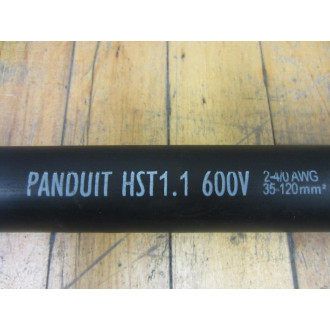 PANDUIT HST1.1 600V
2-4/0 AWG
35-120mm²